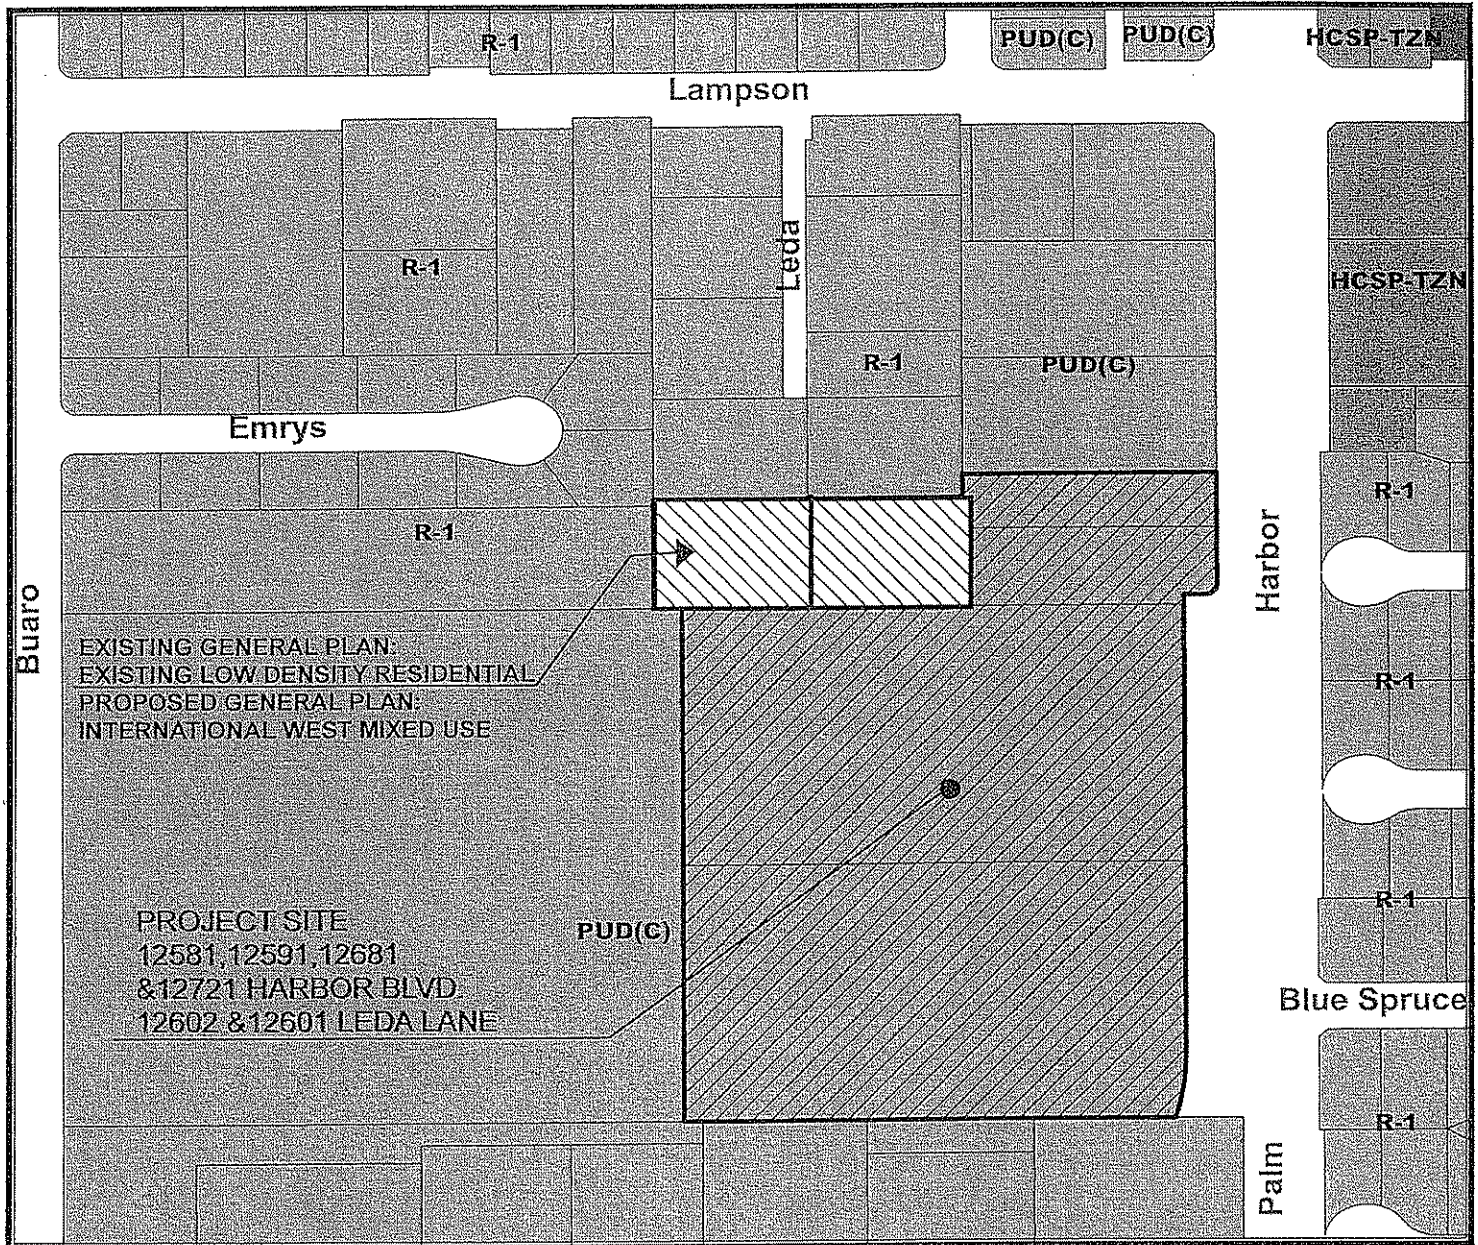 R-1
PUD(C)
PUD(C)
HCSP-TZN
Lampson
Leda
R-1
HCSP-TZN
R-1
PUD(C)
Emrys
R-1
R-1
Harbor
Buaro
EXISTING GENERAL PLAN:
EXISTING LOW DENSITY RESIDENTIAL
PROPOSED GENERAL PLAN:
INTERNATIONAL WEST MIXED USE
R-1
PROJECT SITE
12581,12591,12681
&12721 HARBOR BLVD.
12602 &12601 LEDA LANE
PUD(C)
R-1
Blue Spruce
R-1
Palm